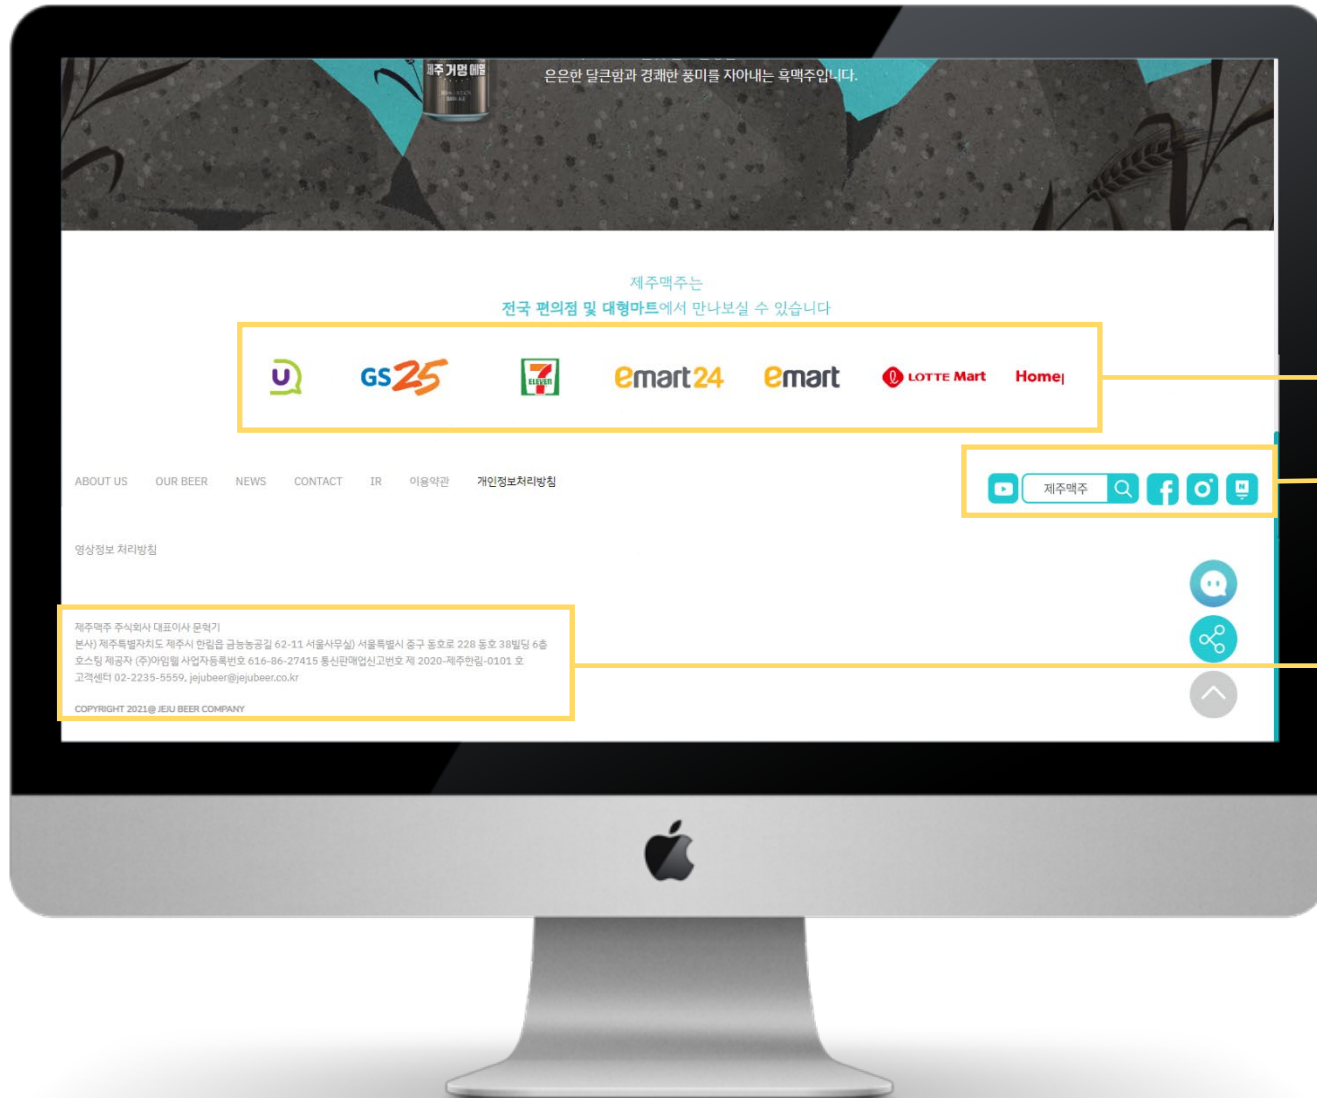 제주 거멍 에일
은은한 달큰함과 경쾌한 풍미를 자아내는 흑맥주입니다.
제주맥주는
전국 편의점 및 대형마트에서 만나보실 수 있습니다
U GS25 7 ELEVEN emart24 emart LOTTE Mart Home
ABOUT US OUR BEER NEWS CONTACT IR 이용약관 개인정보처리방침
제주맥주
영상정보 처리방침
제주맥주 주식회사 대표이사 문혁기
본사) 제주특별자치도 제주시 한림읍 금능농공길 62-11 서울사무실) 서울특별시 중구 동호로 228 동호 38빌딩 6층
호스팅 제공자 (주)아임웹 사업자등록번호 616-86-27415 통신판매업신고번호 제 2020-제주한림-0101 호
고객센터 02-2235-5559, jejubeer@jejubeer.co.kr
COPYRIGHT 2021@ JEJU BEER COMPANY